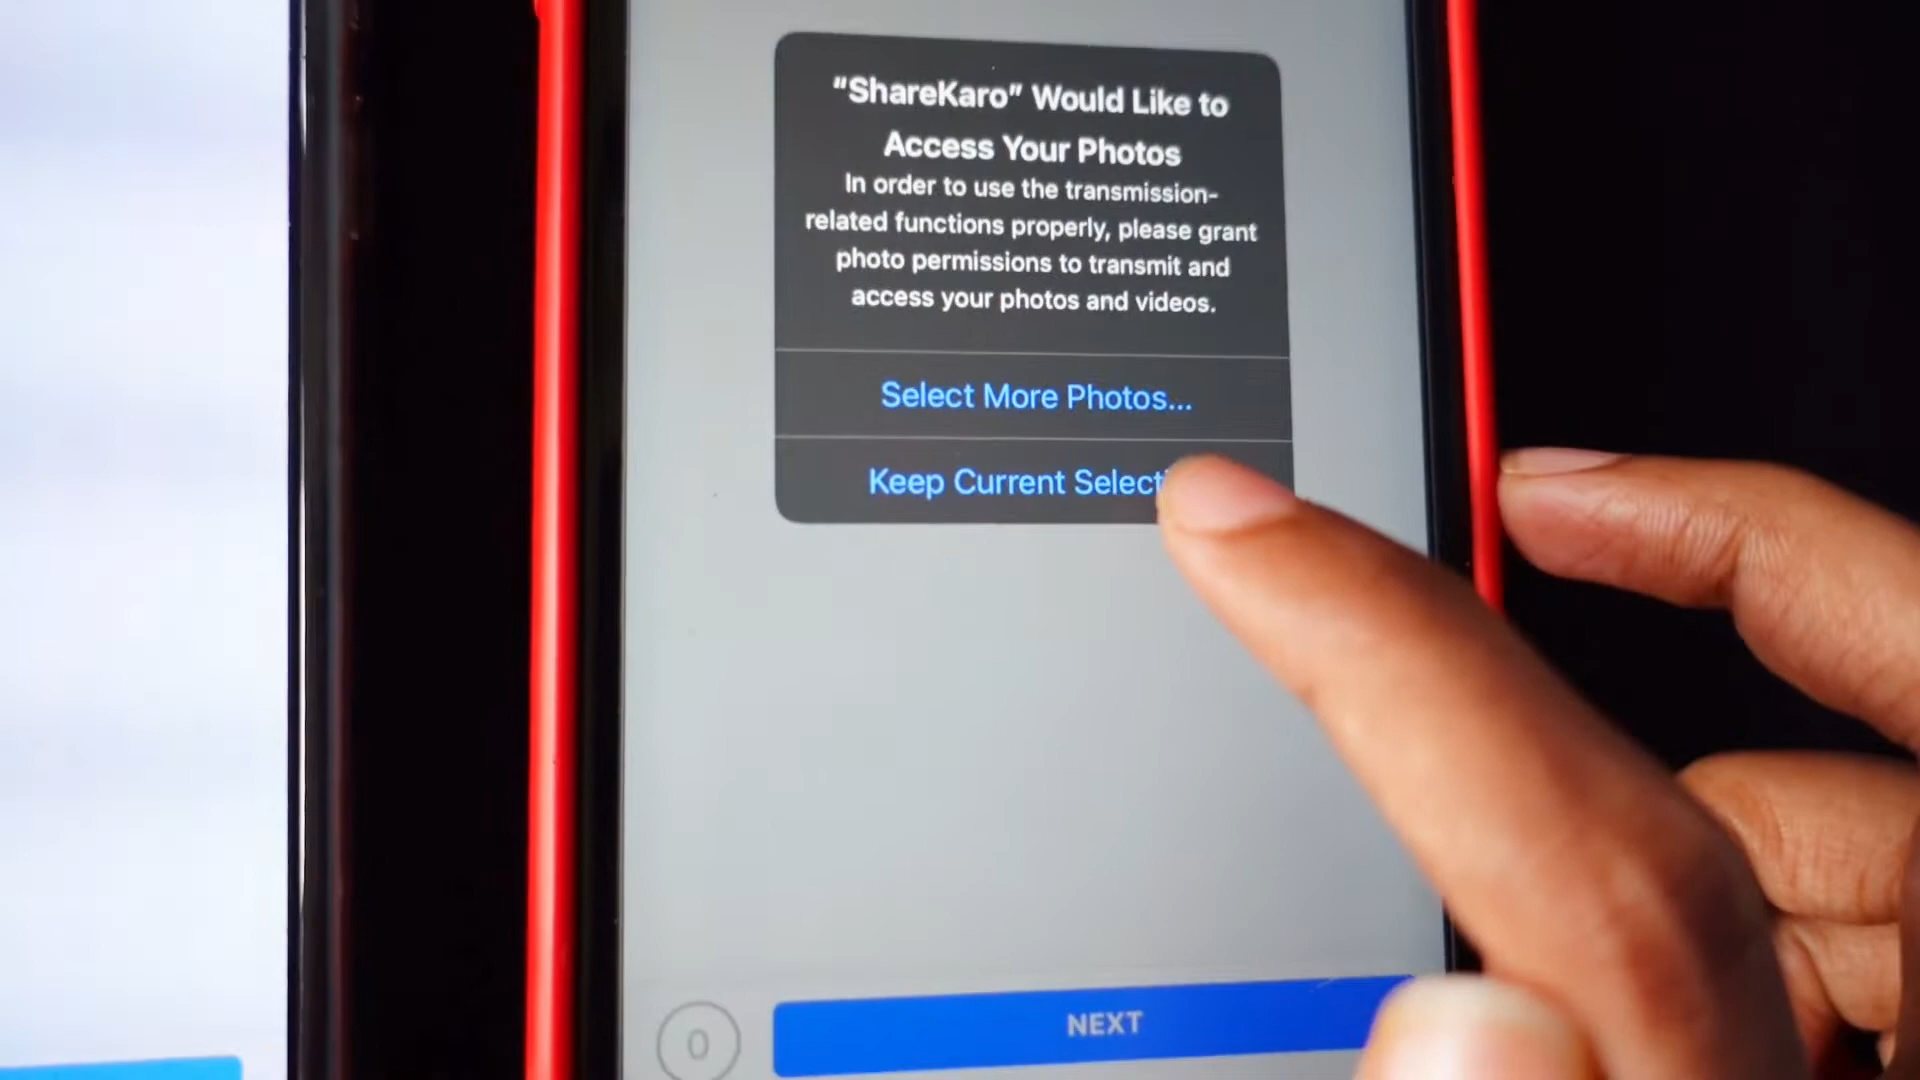 “ShareKaro” Would Like to
Access Your Photos
In order to use the transmission-
related functions properly, please grant
photo permissions to transmit and
access your photos and videos.
Select More Photos...
Keep Current
0
NEXT